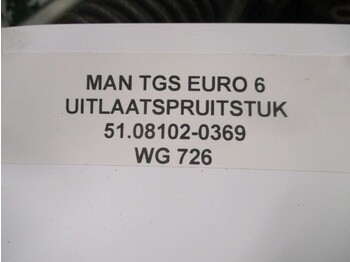 MAN TGS EURO 6
UITLAATSPRUITSTUK
51.08102-0369
WG 726